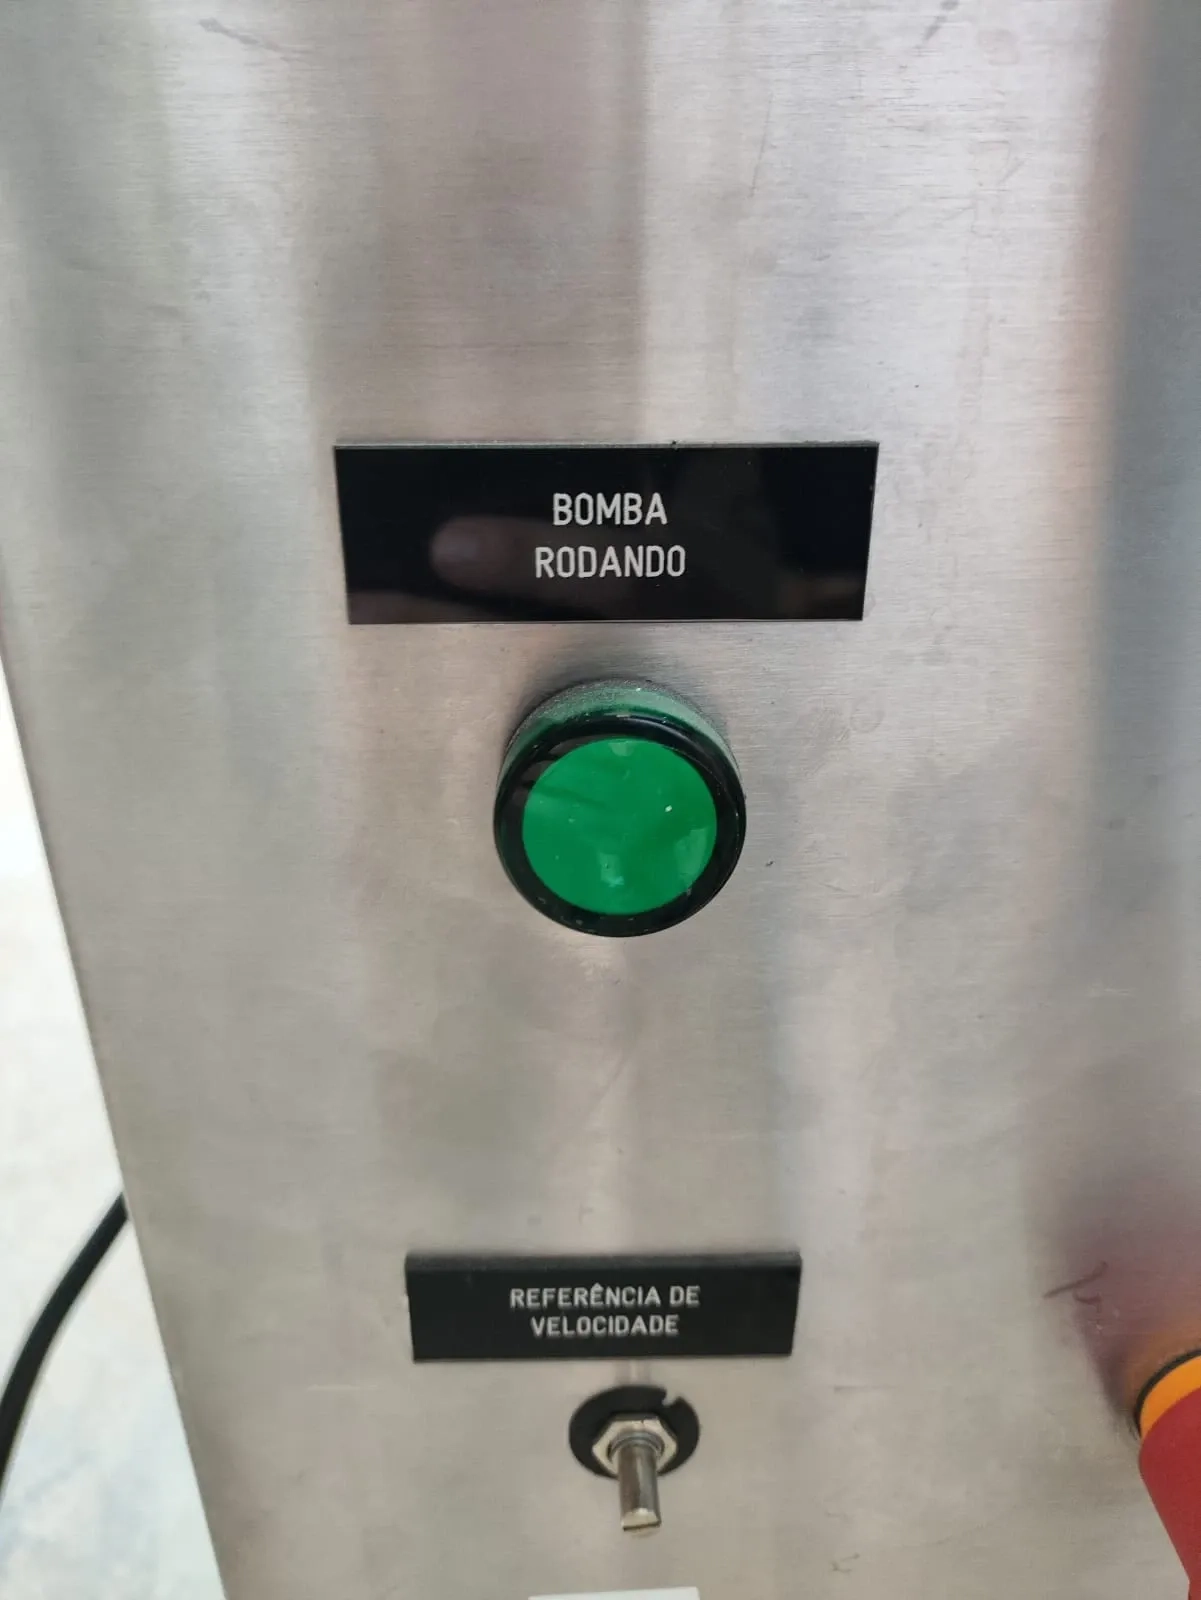 BOMBA
RODANDO
REFERÊNCIA DE
VELOCIDADE